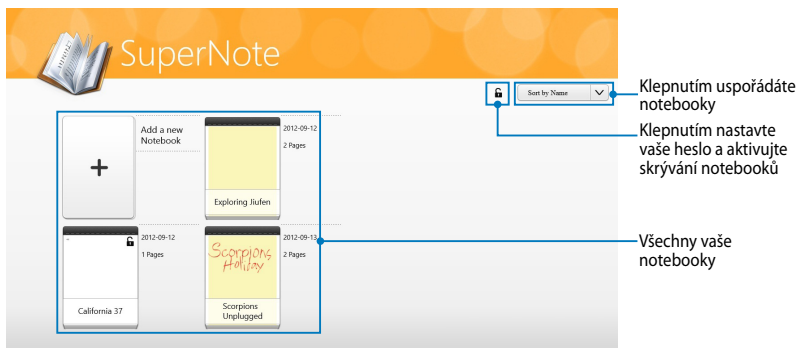 SuperNote
Sort by Name
Klepnutím uspořádáte
notebooky
Klepnutím nastavte
vaše heslo a aktivujte
skrývání notebooků
Add a new
Notebook
2012-09-12
2 Pages
Exploring Jiufen
2012-09-12
1 Pages
California 37
Scorpions
Holiday
2012-09-13
2 Pages
Scorpions
Unplugged
Všechny vaše
notebooky